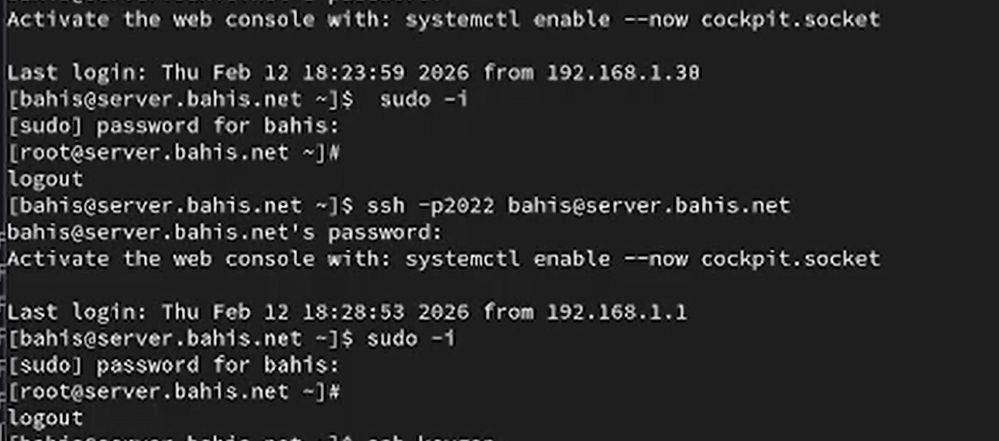 Activate the web console with: systemctl enable --now cockpit.socket
Last login: Thu Feb 12 18:23:59 2026 from 192.168.1.30
[bahis@server.bahis.net ~]$  sudo -i
[sudo] password for bahis:
[root@server.bahis.net ~]#
logout
[bahis@server.bahis.net ~]$ ssh -p2022 bahis@server.bahis.net
bahis@server.bahis.net's password:
Activate the web console with: systemctl enable --now cockpit.socket
Last login: Thu Feb 12 18:28:53 2026 from 192.168.1.1
[bahis@server.bahis.net ~]$ sudo -i
[sudo] password for bahis:
[root@server.bahis.net ~]#
logout